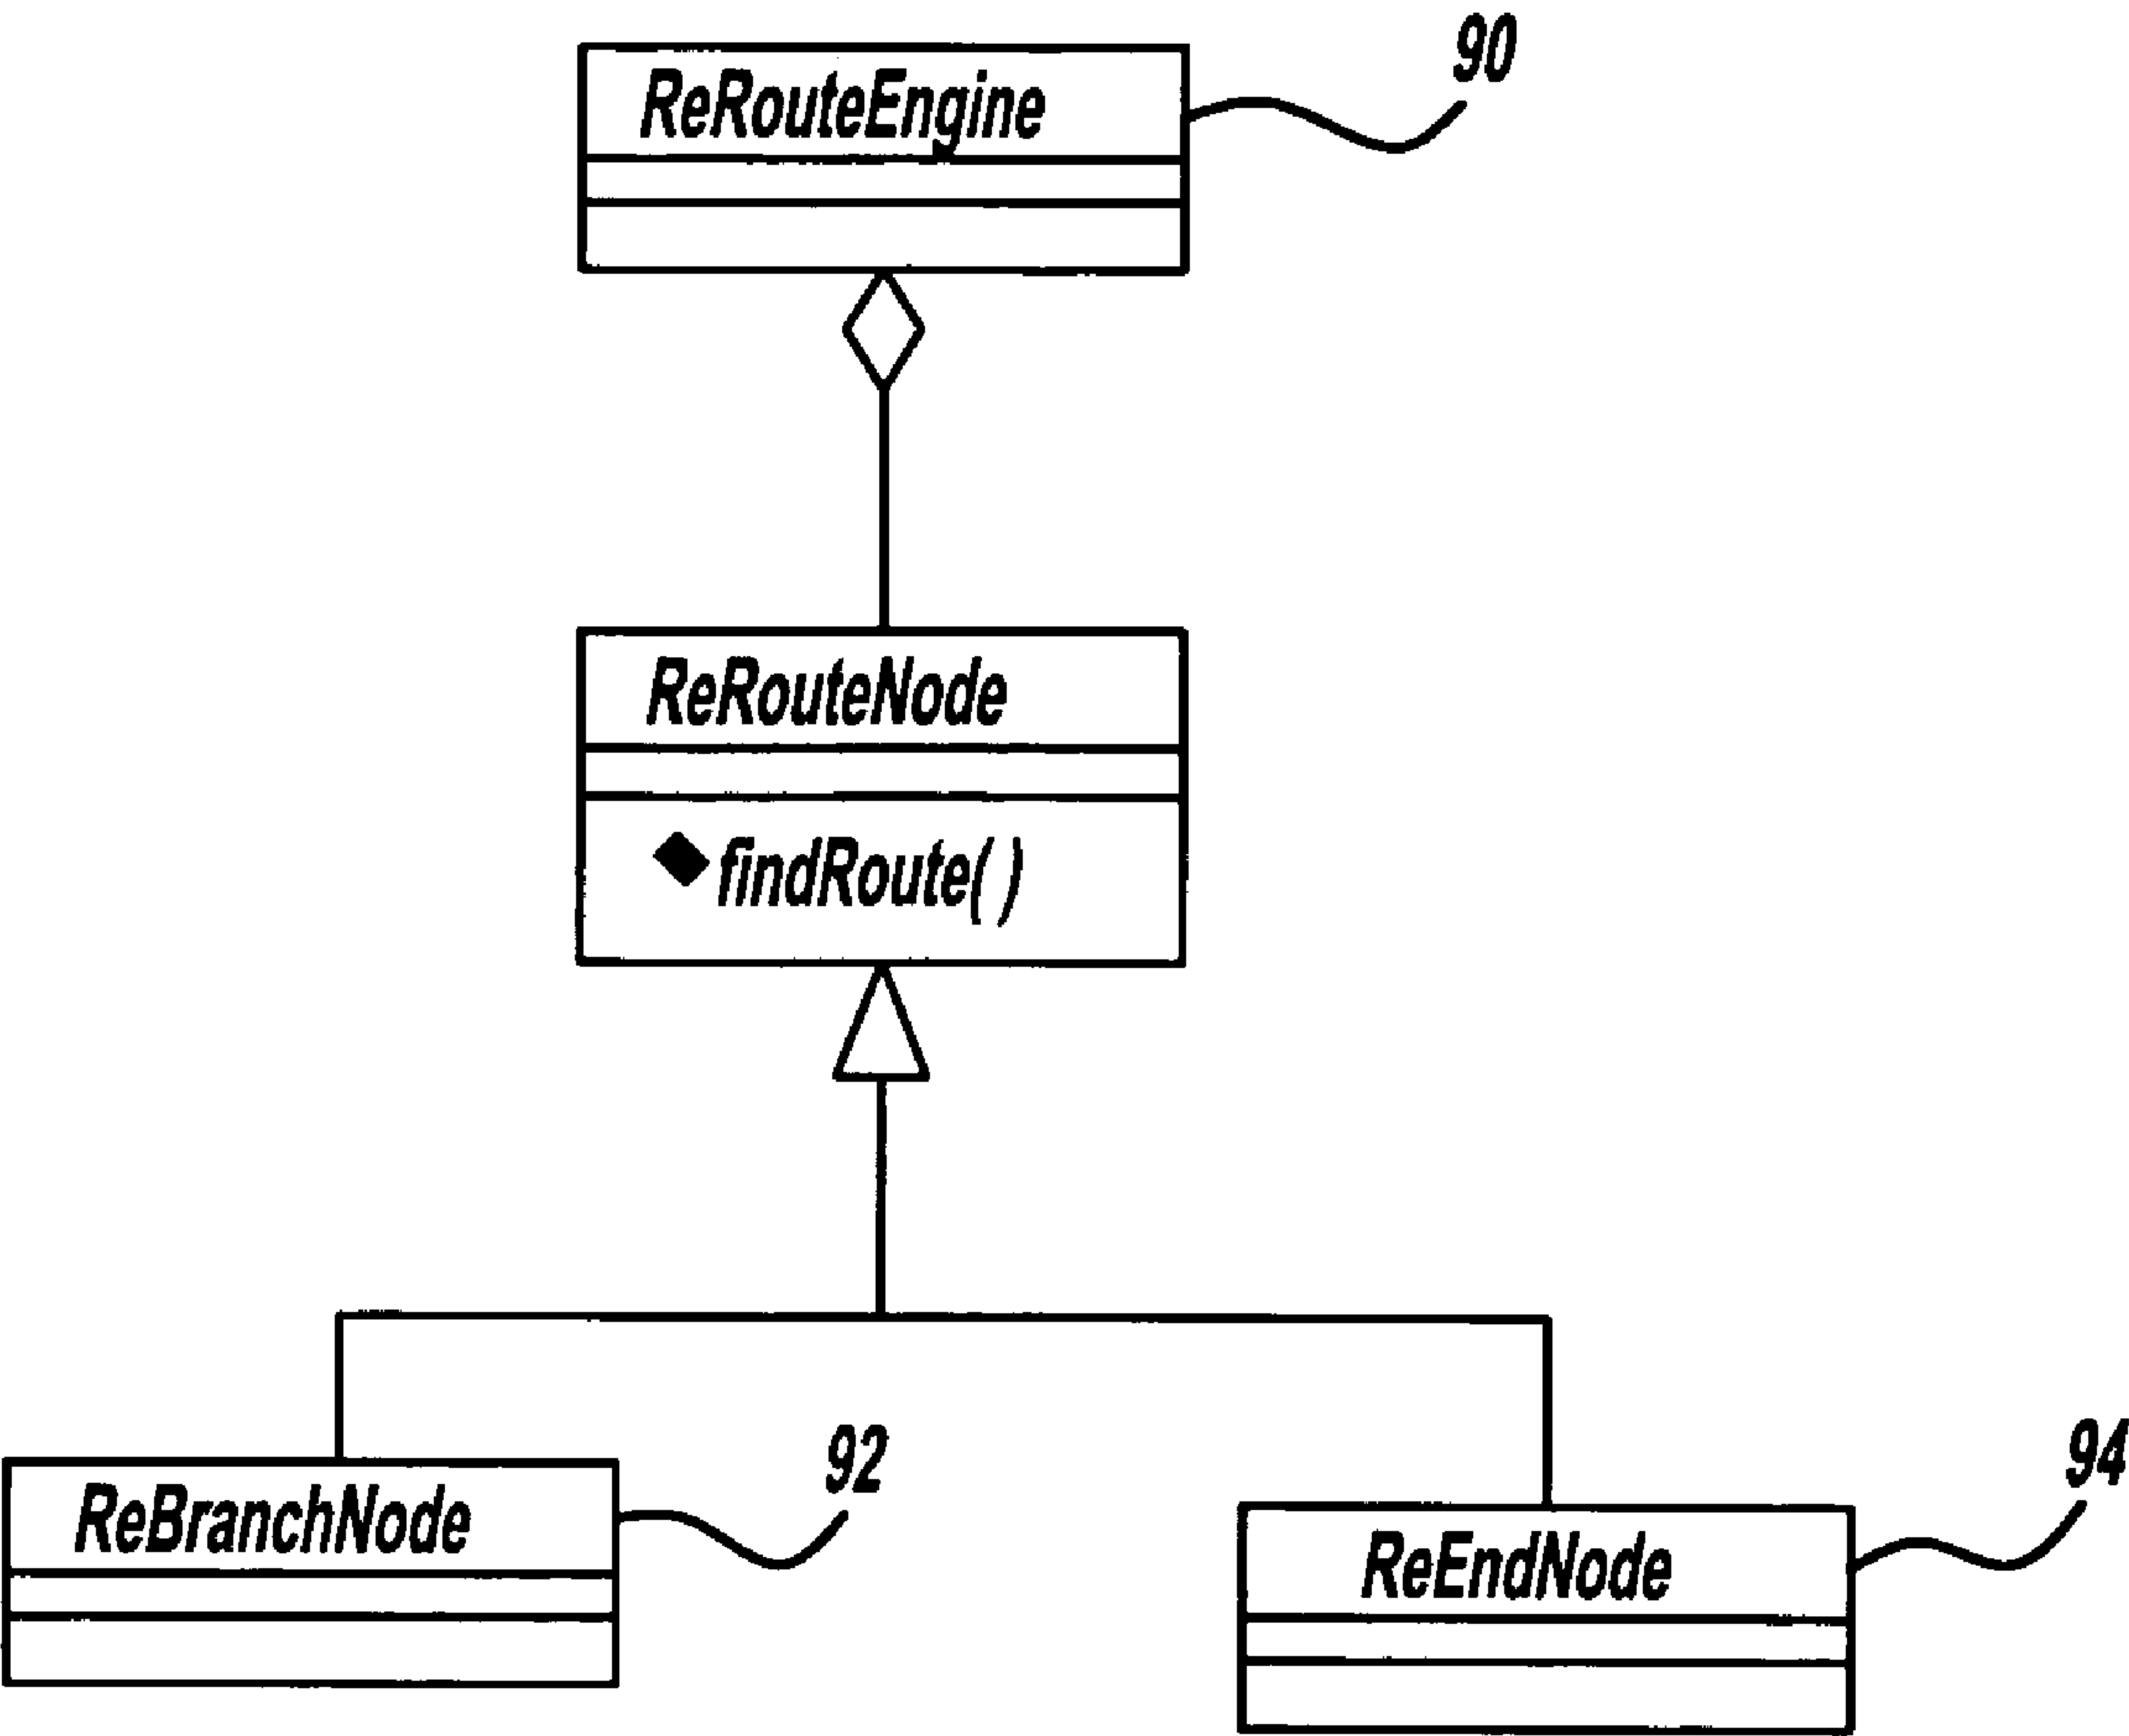 90
ReRouteEngine
ReRouteNode
findRoute( )
92
ReBranchNode
94
ReEndNode